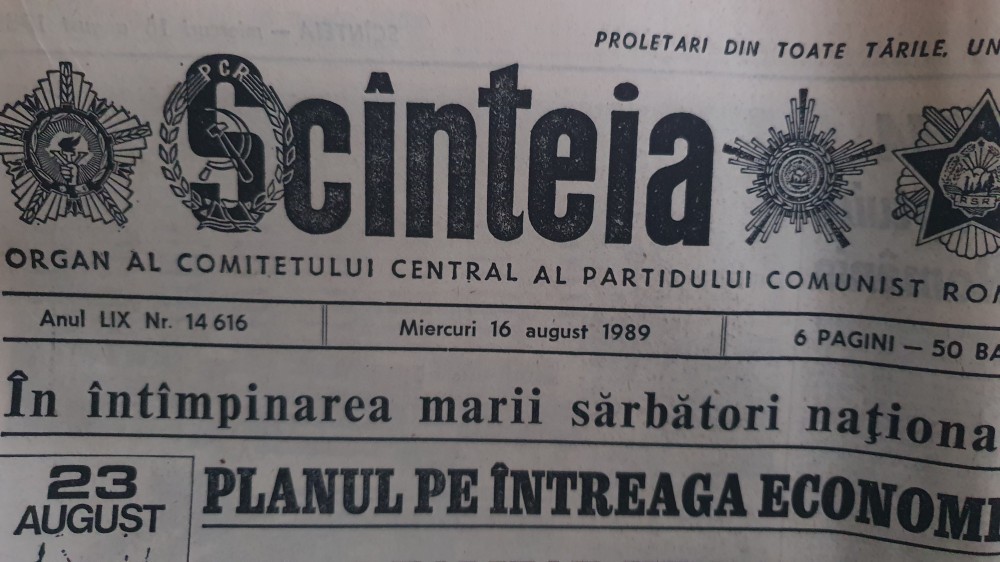 PROLETARI DIN TOATE ȚĂRILE, UN
PCR
Scînteia
RSR
ORGAN AL COMITETULUI CENTRAL AL PARTIDULUI COMUNIST RO
Anul LIX Nr. 14 616
Miercuri 16 august 1989
6 PAGINI — 50 BA
În întîmpinarea marii sărbători naționa
23
AUGUST
PLANUL PE ÎNTREAGA ECONOMI